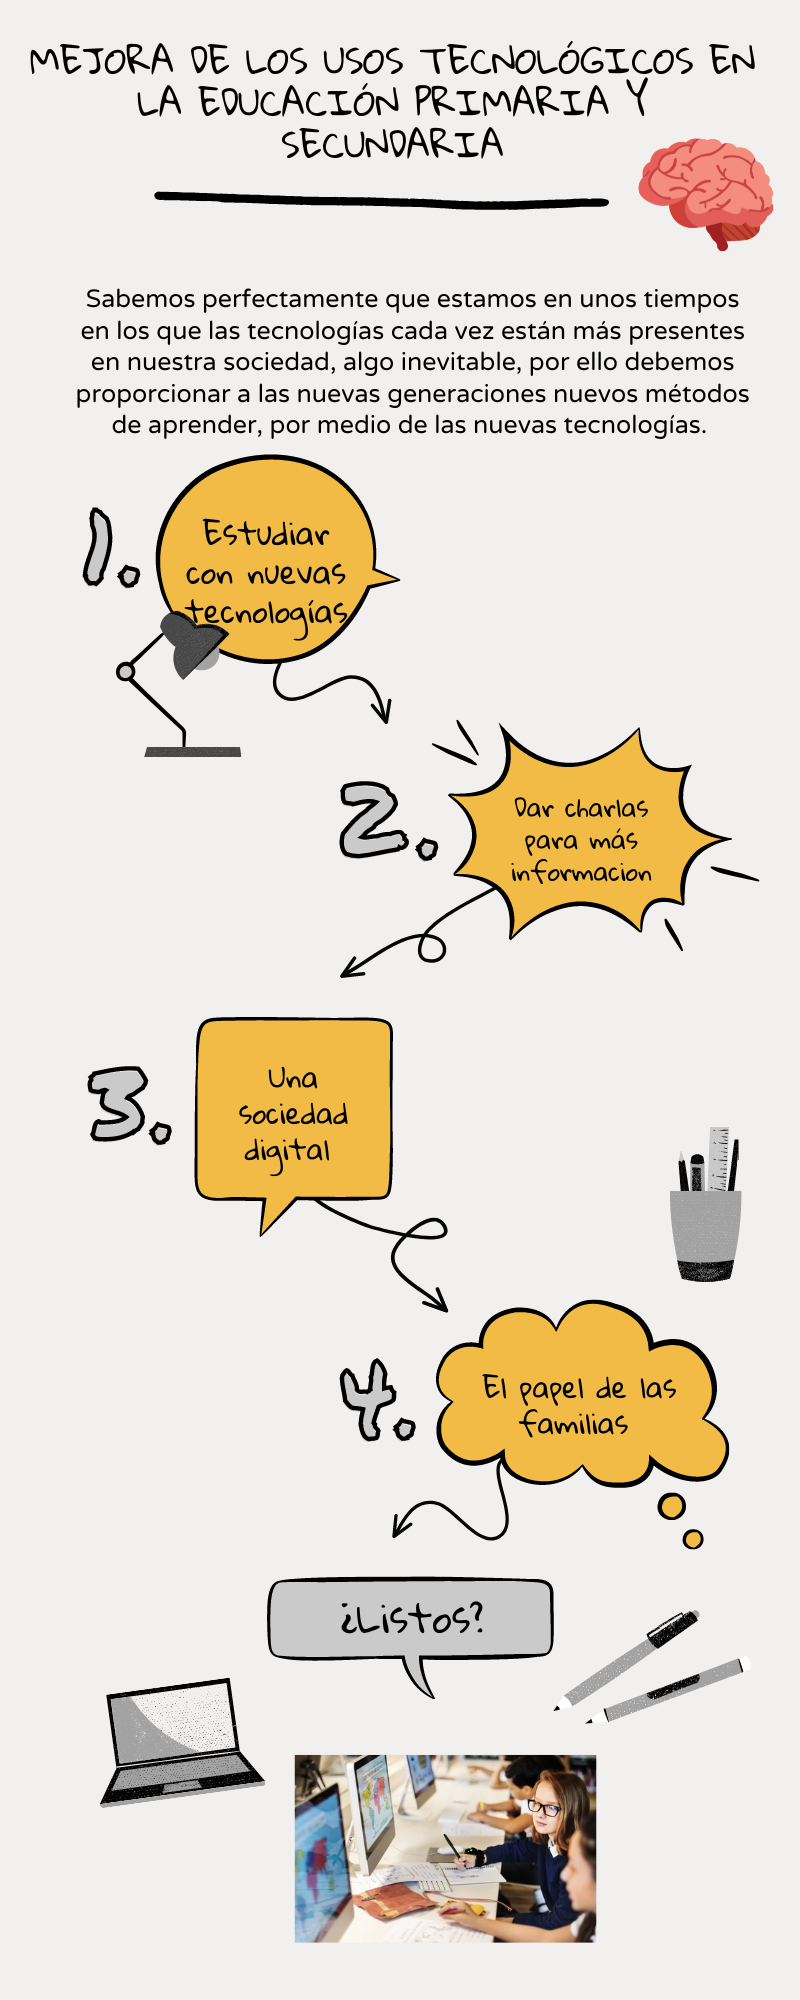 MEJORA DE LOS USOS TECNOLÓGICOS EN
LA EDUCACIÓN PRIMARIA Y
SECUNDARIA
Sabemos perfectamente que estamos en unos tiempos
en los que las tecnologías cada vez están más presentes
en nuestra sociedad, algo inevitable, por ello debemos
proporcionar a las nuevas generaciones nuevos métodos
de aprender, por medio de las nuevas tecnologías.
1.
Estudiar
con nuevas
tecnologías
2.
Dar charlas
para más
informacion
3.
Una
sociedad
digital
4.
El papel de las
familias
¿Listos?